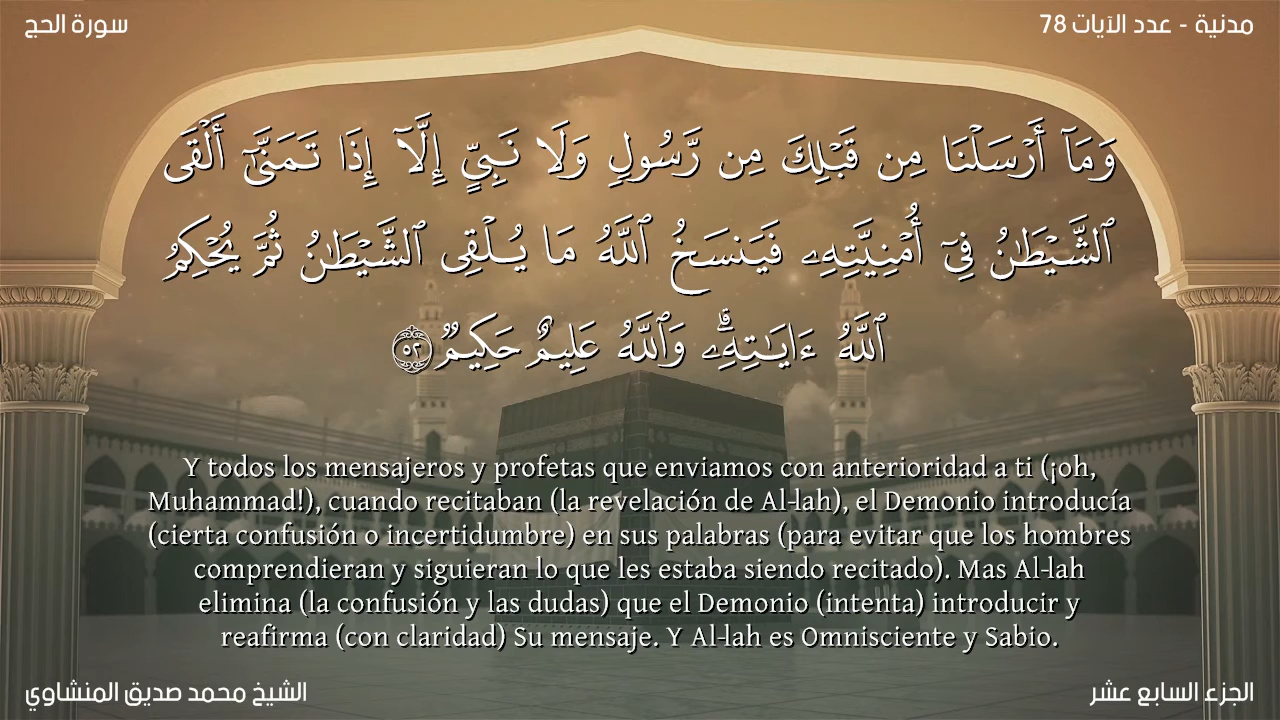 سورة الحج
مدنية - عدد الآيات 78
وَمَآ أَرْسَلْنَا مِن قَبْلِكَ مِن رَّسُولٍ وَلَا نَبِيٍّ إِلَّآ إِذَا تَمَنَّىٰٓ أَلْقَى
ٱلشَّيْطَٰنُ فِىٓ أُمْنِيَّتِهِۦ فَيَنسَخُ ٱللَّهُ مَا يُلْقِى ٱلشَّيْطَٰنُ ثُمَّ يُحْكِمُ
ٱللَّهُ ءَايَٰتِهِۦۗ وَٱللَّهُ عَلِيمٌ حَكِيمٌ ٥٢
Y todos los mensajeros y profetas que enviamos con anterioridad a ti (¡oh,
Muhammad!), cuando recitaban (la revelación de Al-lah), el Demonio introducía
(cierta confusión o incertidumbre) en sus palabras (para evitar que los hombres
comprendieran y siguieran lo que les estaba siendo recitado). Mas Al-lah
elimina (la confusión y las dudas) que el Demonio (intenta) introducir y
reafirma (con claridad) Su mensaje. Y Al-lah es Omnisciente y Sabio.
الشيخ محمد صديق المنشاوي
الجزء السابع عشر